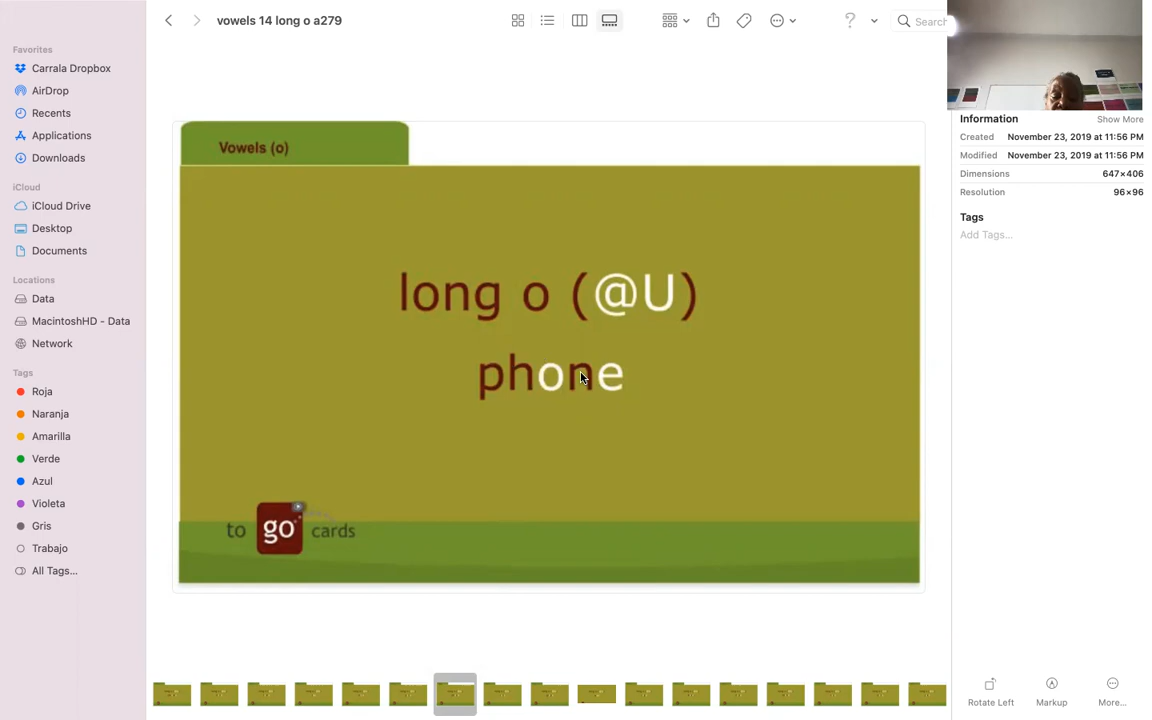 vowels 14 long o a279
Search
Favorites
Carrala Dropbox
AirDrop
Recents
Applications
Downloads
iCloud
iCloud Drive
Desktop
Documents
Locations
Data
MacintoshHD - Data
Network
Tags
Roja
Naranja
Amarilla
Verde
Azul
Violeta
Gris
Trabajo
All Tags...
Vowels (o)
long o (@U)
phone
to go cards
Information
Show More
Created November 23, 2019 at 11:56 PM
Modified November 23, 2019 at 11:56 PM
Dimensions 647×406
Resolution 96×96
Tags
Add Tags...
Rotate Left
Markup
More...